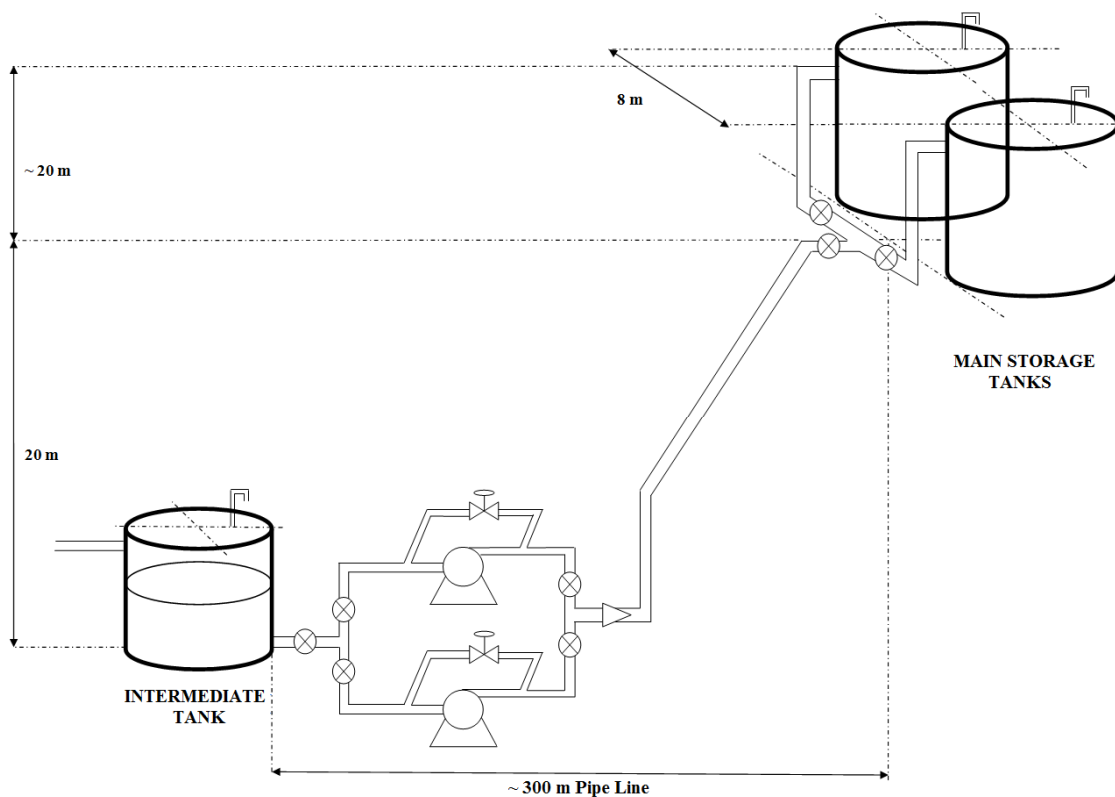 8 m
~ 20 m
MAIN STORAGE
TANKS
20 m
INTERMEDIATE
TANK
~ 300 m Pipe Line